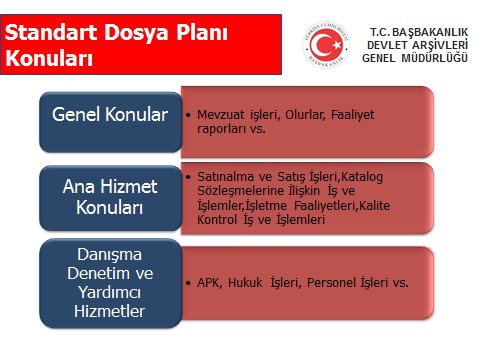 Standart Dosya Planı
Konuları
T.C. BAŞBAKANLIK
DEVLET ARŞİVLERİ
GENEL MÜDÜRLÜĞÜ
Genel Konular
• Mevzuat işleri, Olurlar, Faaliyet
raporları vs.
Ana Hizmet
Konuları
• Satınalma ve Satış İşleri,Katalog
Sözleşmelerine İlişkin İş ve
İşlemler,İşletme Faaliyetleri,Kalite
Kontrol İş ve İşlemleri
Danışma
Denetim ve
Yardımcı
Hizmetler
• APK, Hukuk İşleri, Personel İşleri vs.